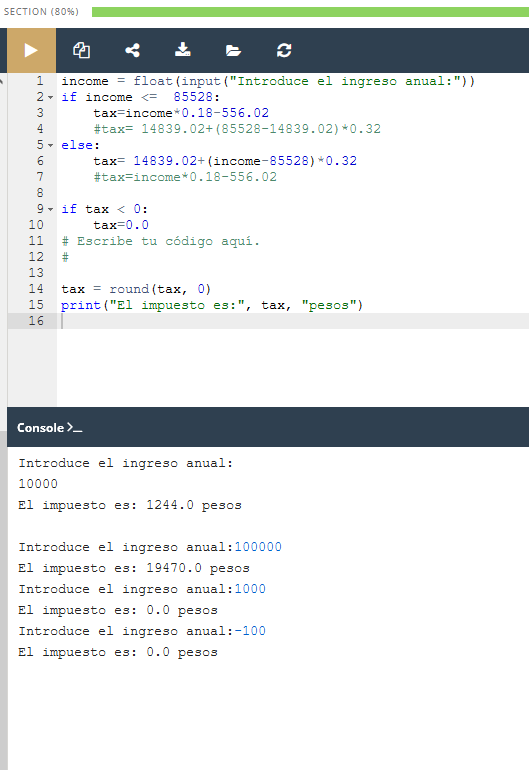 SECTION (80%)
1 income = float(input("Introduce el ingreso anual:"))
2 if income <=  85528:
3     tax=income*0.18-556.02
4     #tax= 14839.02+(85528-14839.02)*0.32
5 else:
6     tax= 14839.02+(income-85528)*0.32
7     #tax=income*0.18-556.02
8
9 if tax < 0:
10     tax=0.0
11 # Escribe tu código aquí.
12 #
13
14 tax = round(tax, 0)
15 print("El impuesto es:", tax, "pesos")
16
Console >_
Introduce el ingreso anual:
10000
El impuesto es: 1244.0 pesos
Introduce el ingreso anual:100000
El impuesto es: 19470.0 pesos
Introduce el ingreso anual:1000
El impuesto es: 0.0 pesos
Introduce el ingreso anual:-100
El impuesto es: 0.0 pesos